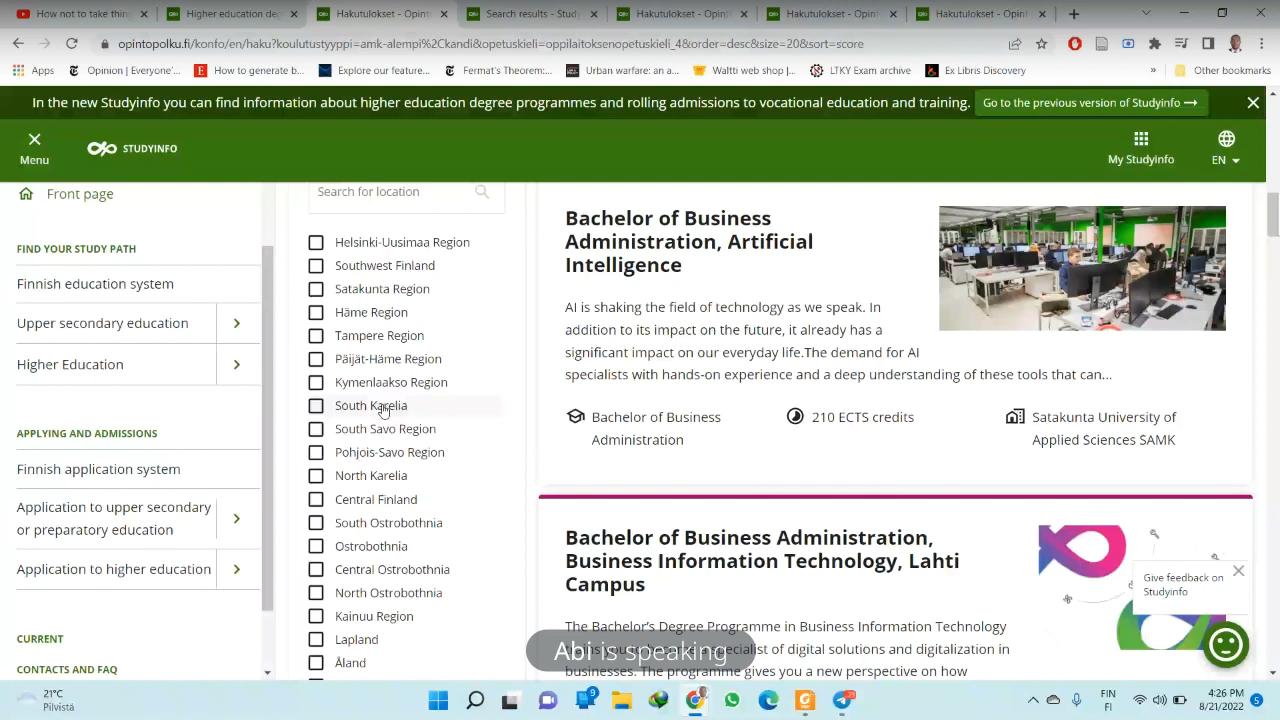 How not to take thin
Higher education deg
Hakutulokset - Opint
Search results - Study
Hakutulokset - Opint
Hakutulokset - Opint
Hakutulokset - Opint
opintopolku.fi/konfo/en/haku?koulutustyyppi=amk-alempi%2Ckandi&opetuskieli=oppilaitoksenopetuskieli_4&order=desc&size=20&sort=score
Apps
Opinion | Everyone'...
How to generate b...
Explore our feature...
Fermat's Theorem:...
Urban warfare: an a...
Waltti web shop |...
LTKY Exam archive
Ex Libris Discovery
»
Other bookmarks
In the new Studyinfo you can find information about higher education degree programmes and rolling admissions to vocational education and training.
Go to the previous version of Studyinfo
Menu
STUDYINFO
My Studyinfo
EN
Front page
FIND YOUR STUDY PATH
Finnish education system
Upper secondary education
Higher Education
APPLYING AND ADMISSIONS
Finnish application system
Application to upper secondary
or preparatory education
Application to higher education
CURRENT
CONTACTS AND FAQ
Search for location
Helsinki-Uusimaa Region
Southwest Finland
Satakunta Region
Häme Region
Tampere Region
Päijät-Häme Region
Kymenlaakso Region
South Karelia
South Savo Region
Pohjois-Savo Region
North Karelia
Central Finland
South Ostrobothnia
Ostrobothnia
Central Ostrobothnia
North Ostrobothnia
Kainuu Region
Lapland
Åland
Bachelor of Business
Administration, Artificial
Intelligence
AI is shaking the field of technology as we speak. In
addition to its impact on the future, it already has a
significant impact on our everyday life.The demand for AI
specialists with hands-on experience and a deep understanding of these tools that can...
Bachelor of Business
Administration
210 ECTS credits
Satakunta University of
Applied Sciences SAMK
Bachelor of Business Administration,
Business Information Technology, Lahti
Campus
The Bachelor's Degree Programme in Business Information Technology
specialist of digital solutions and digitalization in
businesses. The programme gives you a new perspective on how
Give feedback on
Studyinfo
Abi is speaking
21°C
Pilvistä
9
FIN
FI
4:26 PM
8/21/2022
5